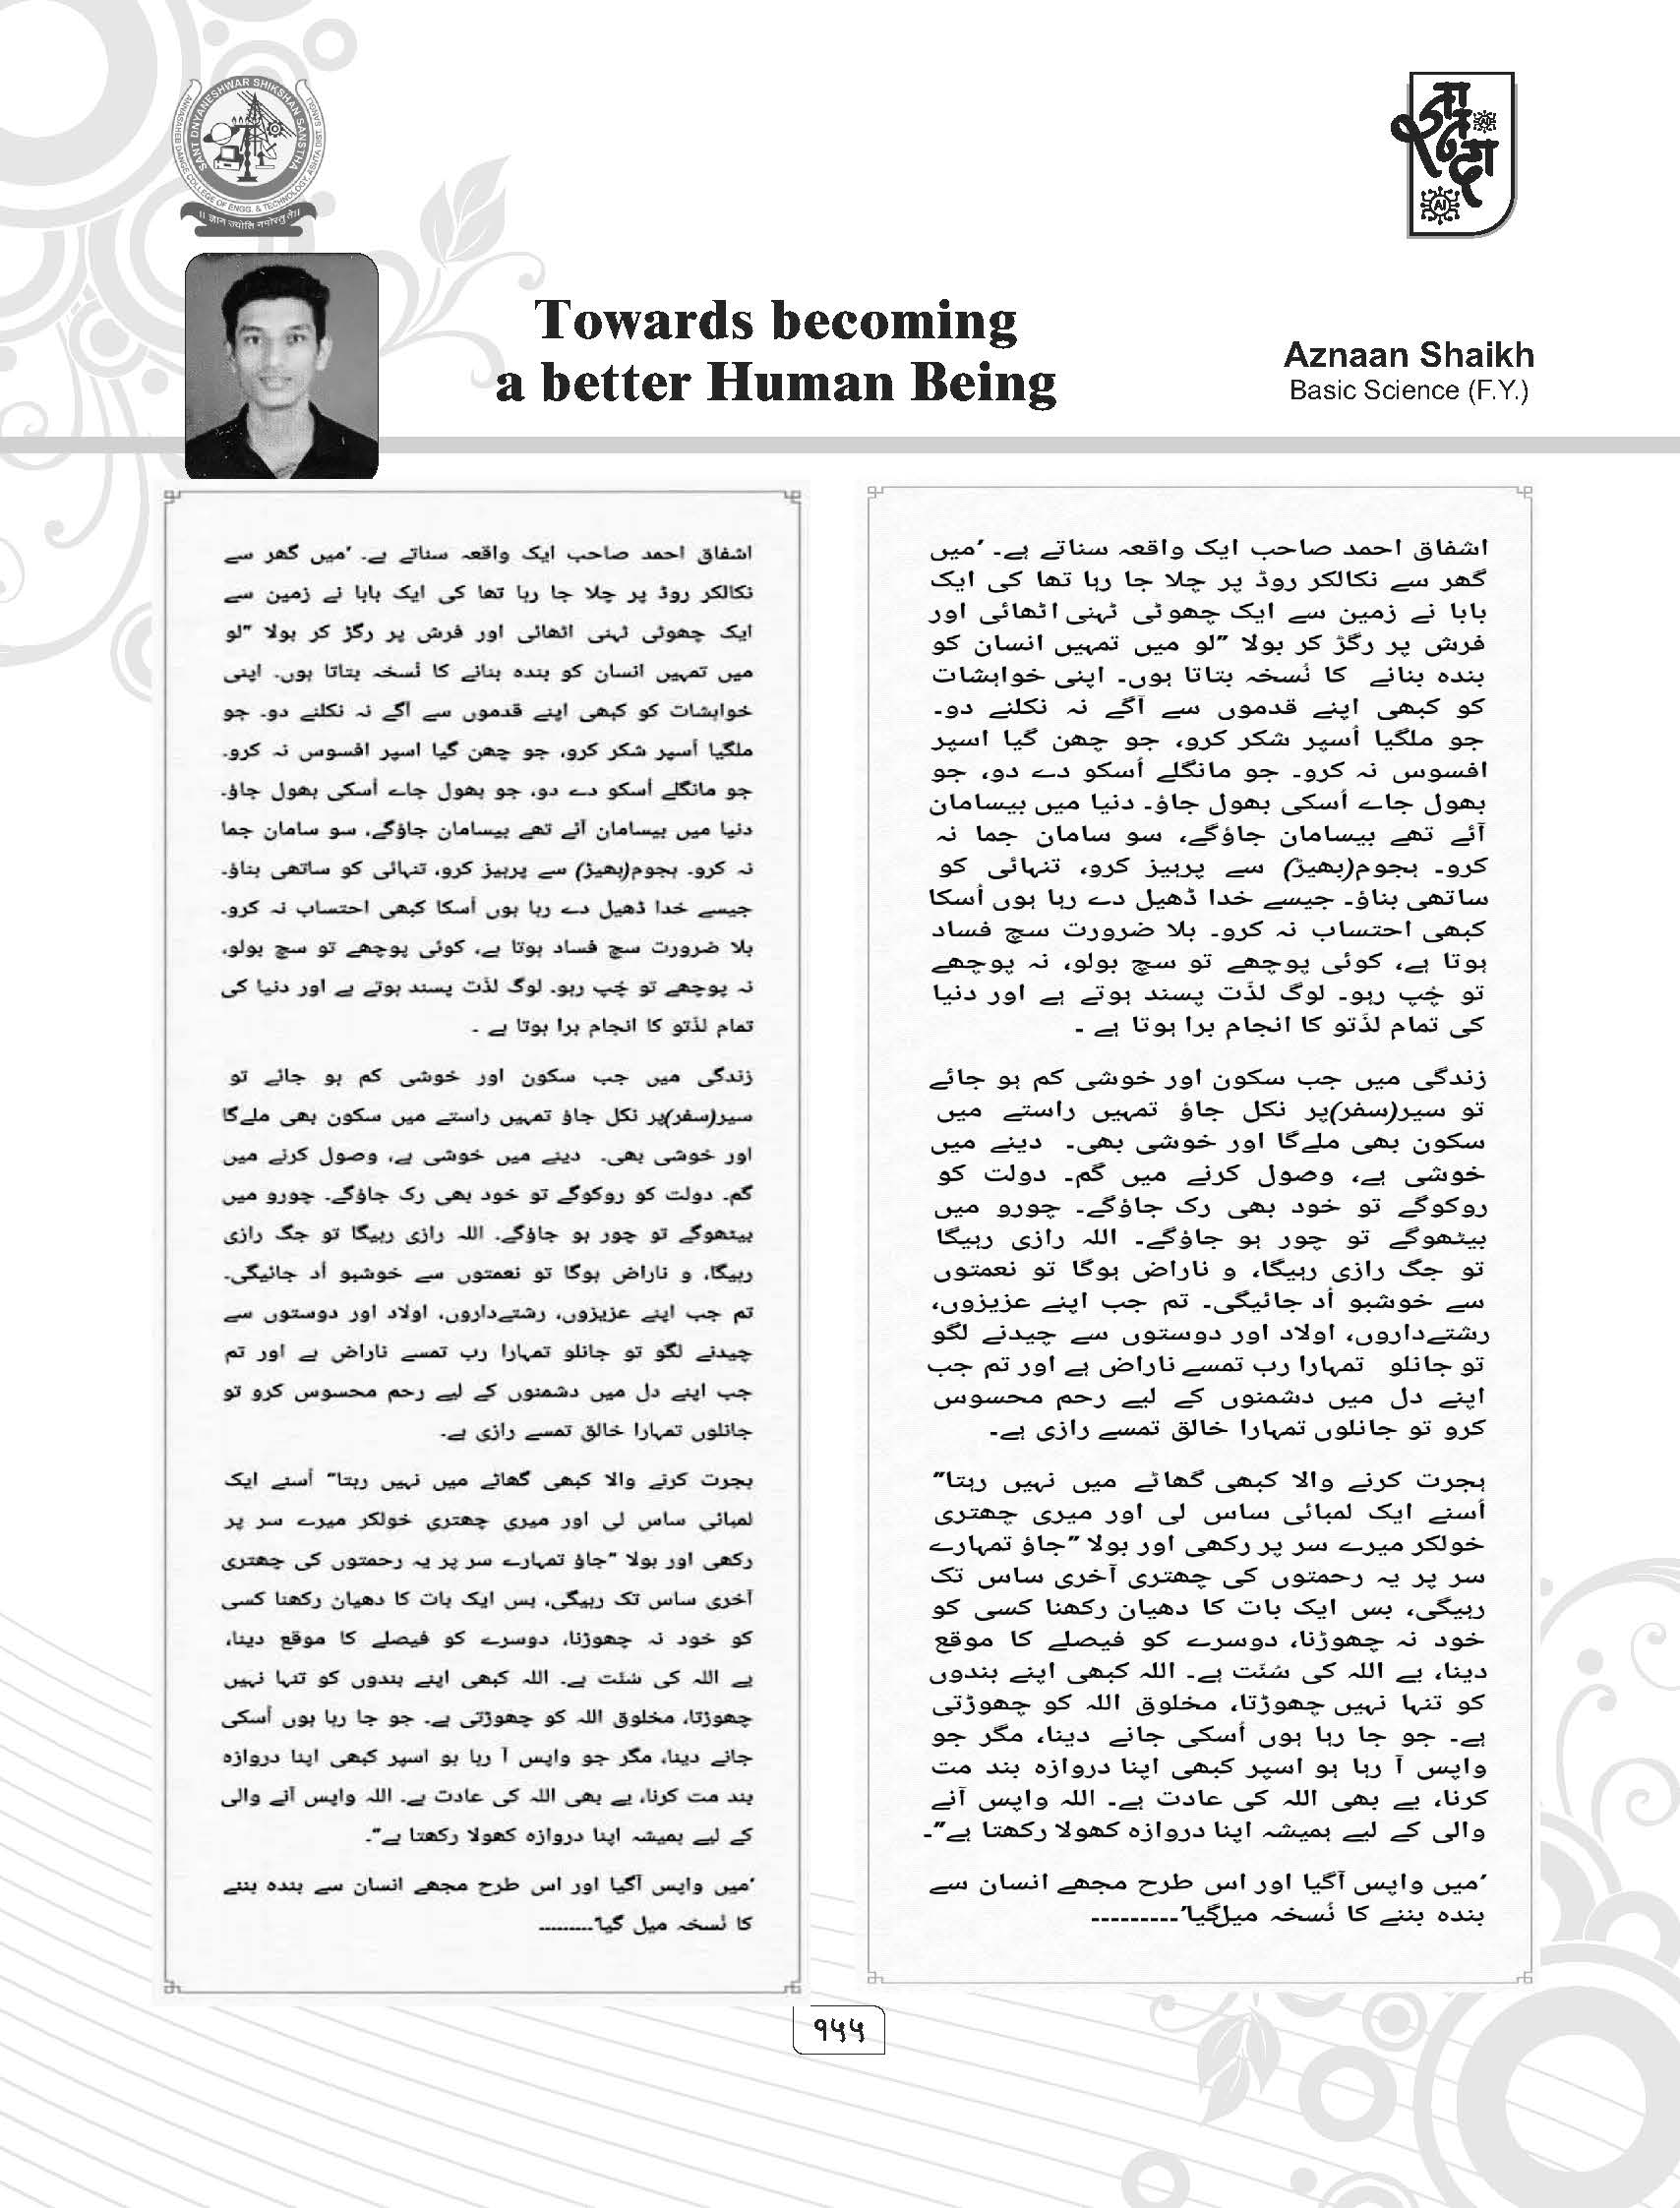 SANT DNYANESHWAR SHIKSHAN SANSTHA
ANNASAHEB DANGE COLLEGE OF ENGG. & TECHNOLOGY, ASHTA DIST. SANGLI
AI
AI
Towards becoming
a better Human Being
Aznaan Shaikh
Basic Science (F.Y.)
اشفاق احمد صاحب ایک واقعہ سناتے ہے۔ ’میں گھر سے
نکالکر روڈ پر چلا جا رہا تھا کی ایک بابا نے زمین سے
ایک چھوٹی ٹہنی اٹھائی اور فرش پر رگڑ کر بولا ”لو
میں تمہیں انسان کو بندہ بنانے کا نُسخہ بتاتا ہوں۔ اپنی
خواہشات کو کبھی اپنے قدموں سے آگے نہ نکلنے دو۔ جو
ملگیا اُسپر شکر کرو، جو چھن گیا اسپر افسوس نہ کرو۔
جو مانگلے اُسکو دے دو، جو بھول جاے اُسکی بھول جاؤ۔
دنیا میں بیسامان آئے تھے بیسامان جاؤگے، سو سامان جما
نہ کرو۔ ہجوم(بھیڑ) سے پرہیز کرو، تنہائی کو ساتھی بناؤ۔
جیسے خدا ڈھیل دے رہا ہوں اُسکا کبھی احتساب نہ کرو۔
بلا ضرورت سچ فساد ہوتا ہے، کوئی پوچھے تو سچ بولو،
نہ پوچھے تو چُپ رہو۔ لوگ لذّت پسند ہوتے ہے اور دنیا کی
تمام لذّتو کا انجام برا ہوتا ہے ۔
زندگی میں جب سکون اور خوشی کم ہو جائے تو
سیر(سفر)پر نکل جاؤ تمہیں راستے میں سکون بھی ملےگا
اور خوشی بھی۔ دینے میں خوشی ہے، وصول کرنے میں
گم۔ دولت کو روکوگے تو خود بھی رک جاؤگے۔ چورو میں
بیٹھوگے تو چور ہو جاؤگے۔ اللہ رازی رہیگا تو جگ رازی
رہیگا، و ناراض ہوگا تو نعمتوں سے خوشبو اُد جائیگی۔
تم جب اپنے عزیزوں، رشتےداروں، اولاد اور دوستوں سے
چیدنے لگو تو جانلو تمہارا رب تمسے ناراض ہے اور تم
جب اپنے دل میں دشمنوں کے لیے رحم محسوس کرو تو
جانلوں تمہارا خالق تمسے رازی ہے۔
ہجرت کرنے والا کبھی گھاٹے میں نہیں رہتا“ اُسنے ایک
لمبائی ساس لی اور میری چھتری خولکر میرے سر پر
رکھی اور بولا ”جاؤ تمہارے سر پر یہ رحمتوں کی چھتری
آخری ساس تک رہیگی، بس ایک بات کا دھیان رکھنا کسی
کو خود نہ چھوڑنا، دوسرے کو فیصلے کا موقع دینا،
یے اللہ کی سُنّت ہے۔ اللہ کبھی اپنے بندوں کو تنہا نہیں
چھوڑتا، مخلوق اللہ کو چھوڑتی ہے۔ جو جا رہا ہوں اُسکی
جانے دینا، مگر جو واپس آ رہا ہو اسپر کبھی اپنا دروازہ
بند مت کرنا، یے بھی اللہ کی عادت ہے۔ اللہ واپس آنے والی
کے لیے ہمیشہ اپنا دروازہ کھولا رکھتا ہے“۔
’میں واپس آگیا اور اس طرح مجھے انسان سے بندہ بننے
کا نُسخہ میل گیا‘---------
اشفاق احمد صاحب ایک واقعہ سناتے ہے۔ ’میں
گھر سے نکالکر روڈ پر چلا جا رہا تھا کی ایک
بابا نے زمین سے ایک چھوٹی ٹہنی اٹھائی اور
فرش پر رگڑ کر بولا ”لو میں تمہیں انسان کو
بندہ بنانے کا نُسخہ بتاتا ہوں۔ اپنی خواہشات
کو کبھی اپنے قدموں سے آگے نہ نکلنے دو۔
جو ملگیا اُسپر شکر کرو، جو چھن گیا اسپر
افسوس نہ کرو۔ جو مانگلے اُسکو دے دو، جو
بھول جاے اُسکی بھول جاؤ۔ دنیا میں بیسامان
آئے تھے بیسامان جاؤگے، سو سامان جما نہ
کرو۔ ہجوم(بھیڑ) سے پرہیز کرو، تنہائی کو
ساتھی بناؤ۔ جیسے خدا ڈھیل دے رہا ہوں اُسکا
کبھی احتساب نہ کرو۔ بلا ضرورت سچ فساد
ہوتا ہے، کوئی پوچھے تو سچ بولو، نہ پوچھے
تو چُپ رہو۔ لوگ لذّت پسند ہوتے ہے اور دنیا
کی تمام لذّتو کا انجام برا ہوتا ہے ۔
زندگی میں جب سکون اور خوشی کم ہو جائے
تو سیر(سفر)پر نکل جاؤ تمہیں راستے میں
سکون بھی ملےگا اور خوشی بھی۔ دینے میں
خوشی ہے، وصول کرنے میں گم۔ دولت کو
روکوگے تو خود بھی رک جاؤگے۔ چورو میں
بیٹھوگے تو چور ہو جاؤگے۔ اللہ رازی رہیگا
تو جگ رازی رہیگا، و ناراض ہوگا تو نعمتوں
سے خوشبو اُد جائیگی۔ تم جب اپنے عزیزوں،
رشتےداروں، اولاد اور دوستوں سے چیدنے لگو
تو جانلو تمہارا رب تمسے ناراض ہے اور تم جب
اپنے دل میں دشمنوں کے لیے رحم محسوس
کرو تو جانلوں تمہارا خالق تمسے رازی ہے۔
ہجرت کرنے والا کبھی گھاٹے میں نہیں رہتا“
اُسنے ایک لمبائی ساس لی اور میری چھتری
خولکر میرے سر پر رکھی اور بولا ”جاؤ تمہارے
سر پر یہ رحمتوں کی چھتری آخری ساس تک
رہیگی، بس ایک بات کا دھیان رکھنا کسی کو
خود نہ چھوڑنا، دوسرے کو فیصلے کا موقع
دینا، یے اللہ کی سُنّت ہے۔ اللہ کبھی اپنے بندوں
کو تنہا نہیں چھوڑتا، مخلوق اللہ کو چھوڑتی
ہے۔ جو جا رہا ہوں اُسکی جانے دینا، مگر جو
واپس آ رہا ہو اسپر کبھی اپنا دروازہ بند مت
کرنا، یے بھی اللہ کی عادت ہے۔ اللہ واپس آنے
والی کے لیے ہمیشہ اپنا دروازہ کھولا رکھتا ہے“۔
’میں واپس آگیا اور اس طرح مجھے انسان سے
بندہ بننے کا نُسخہ میل‌گیا‘---------
१५५